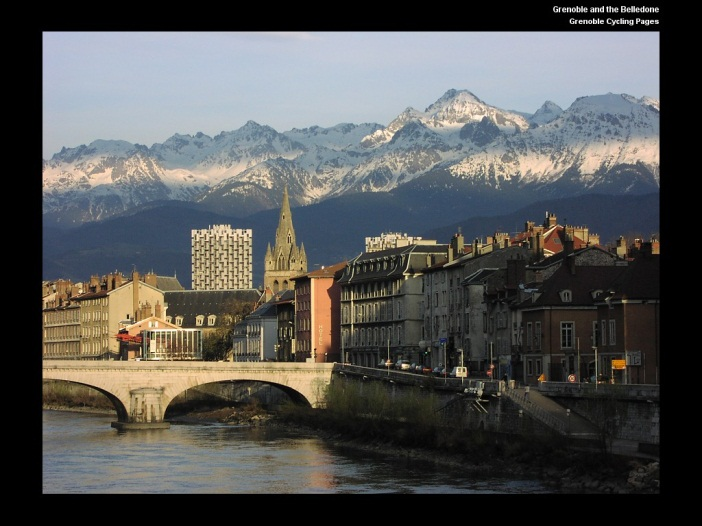 Grenoble and the Belledone
Grenoble Cycling Pages